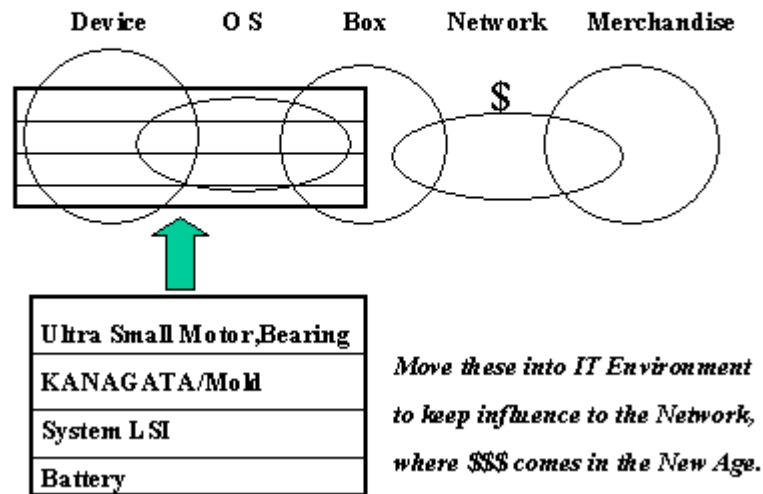 Device OS Box Network Merchandise
$
Ultra Small Motor,Bearing
KANAGATA/Mold
System LSI
Battery
Move these into IT Environment
to keep influence to the Network,
where $$$ comes in the New Age.